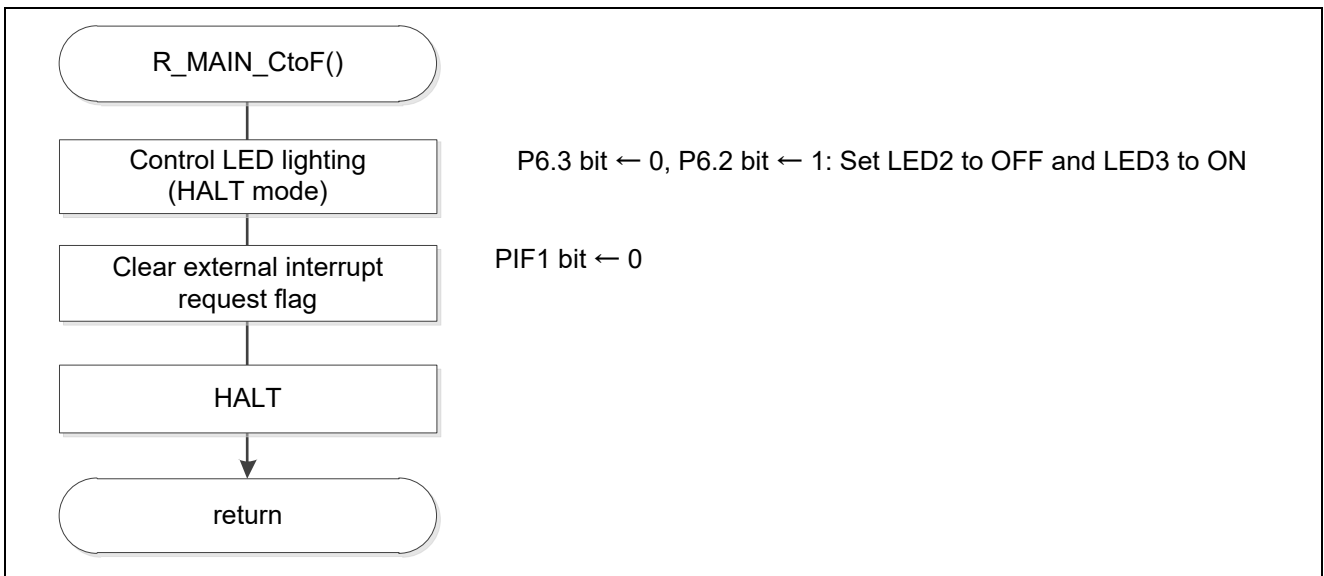 R_MAIN_CtoF()
Control LED lighting
(HALT mode)
P6.3 bit ← 0, P6.2 bit ← 1: Set LED2 to OFF and LED3 to ON
Clear external interrupt
request flag
PIF1 bit ← 0
HALT
return